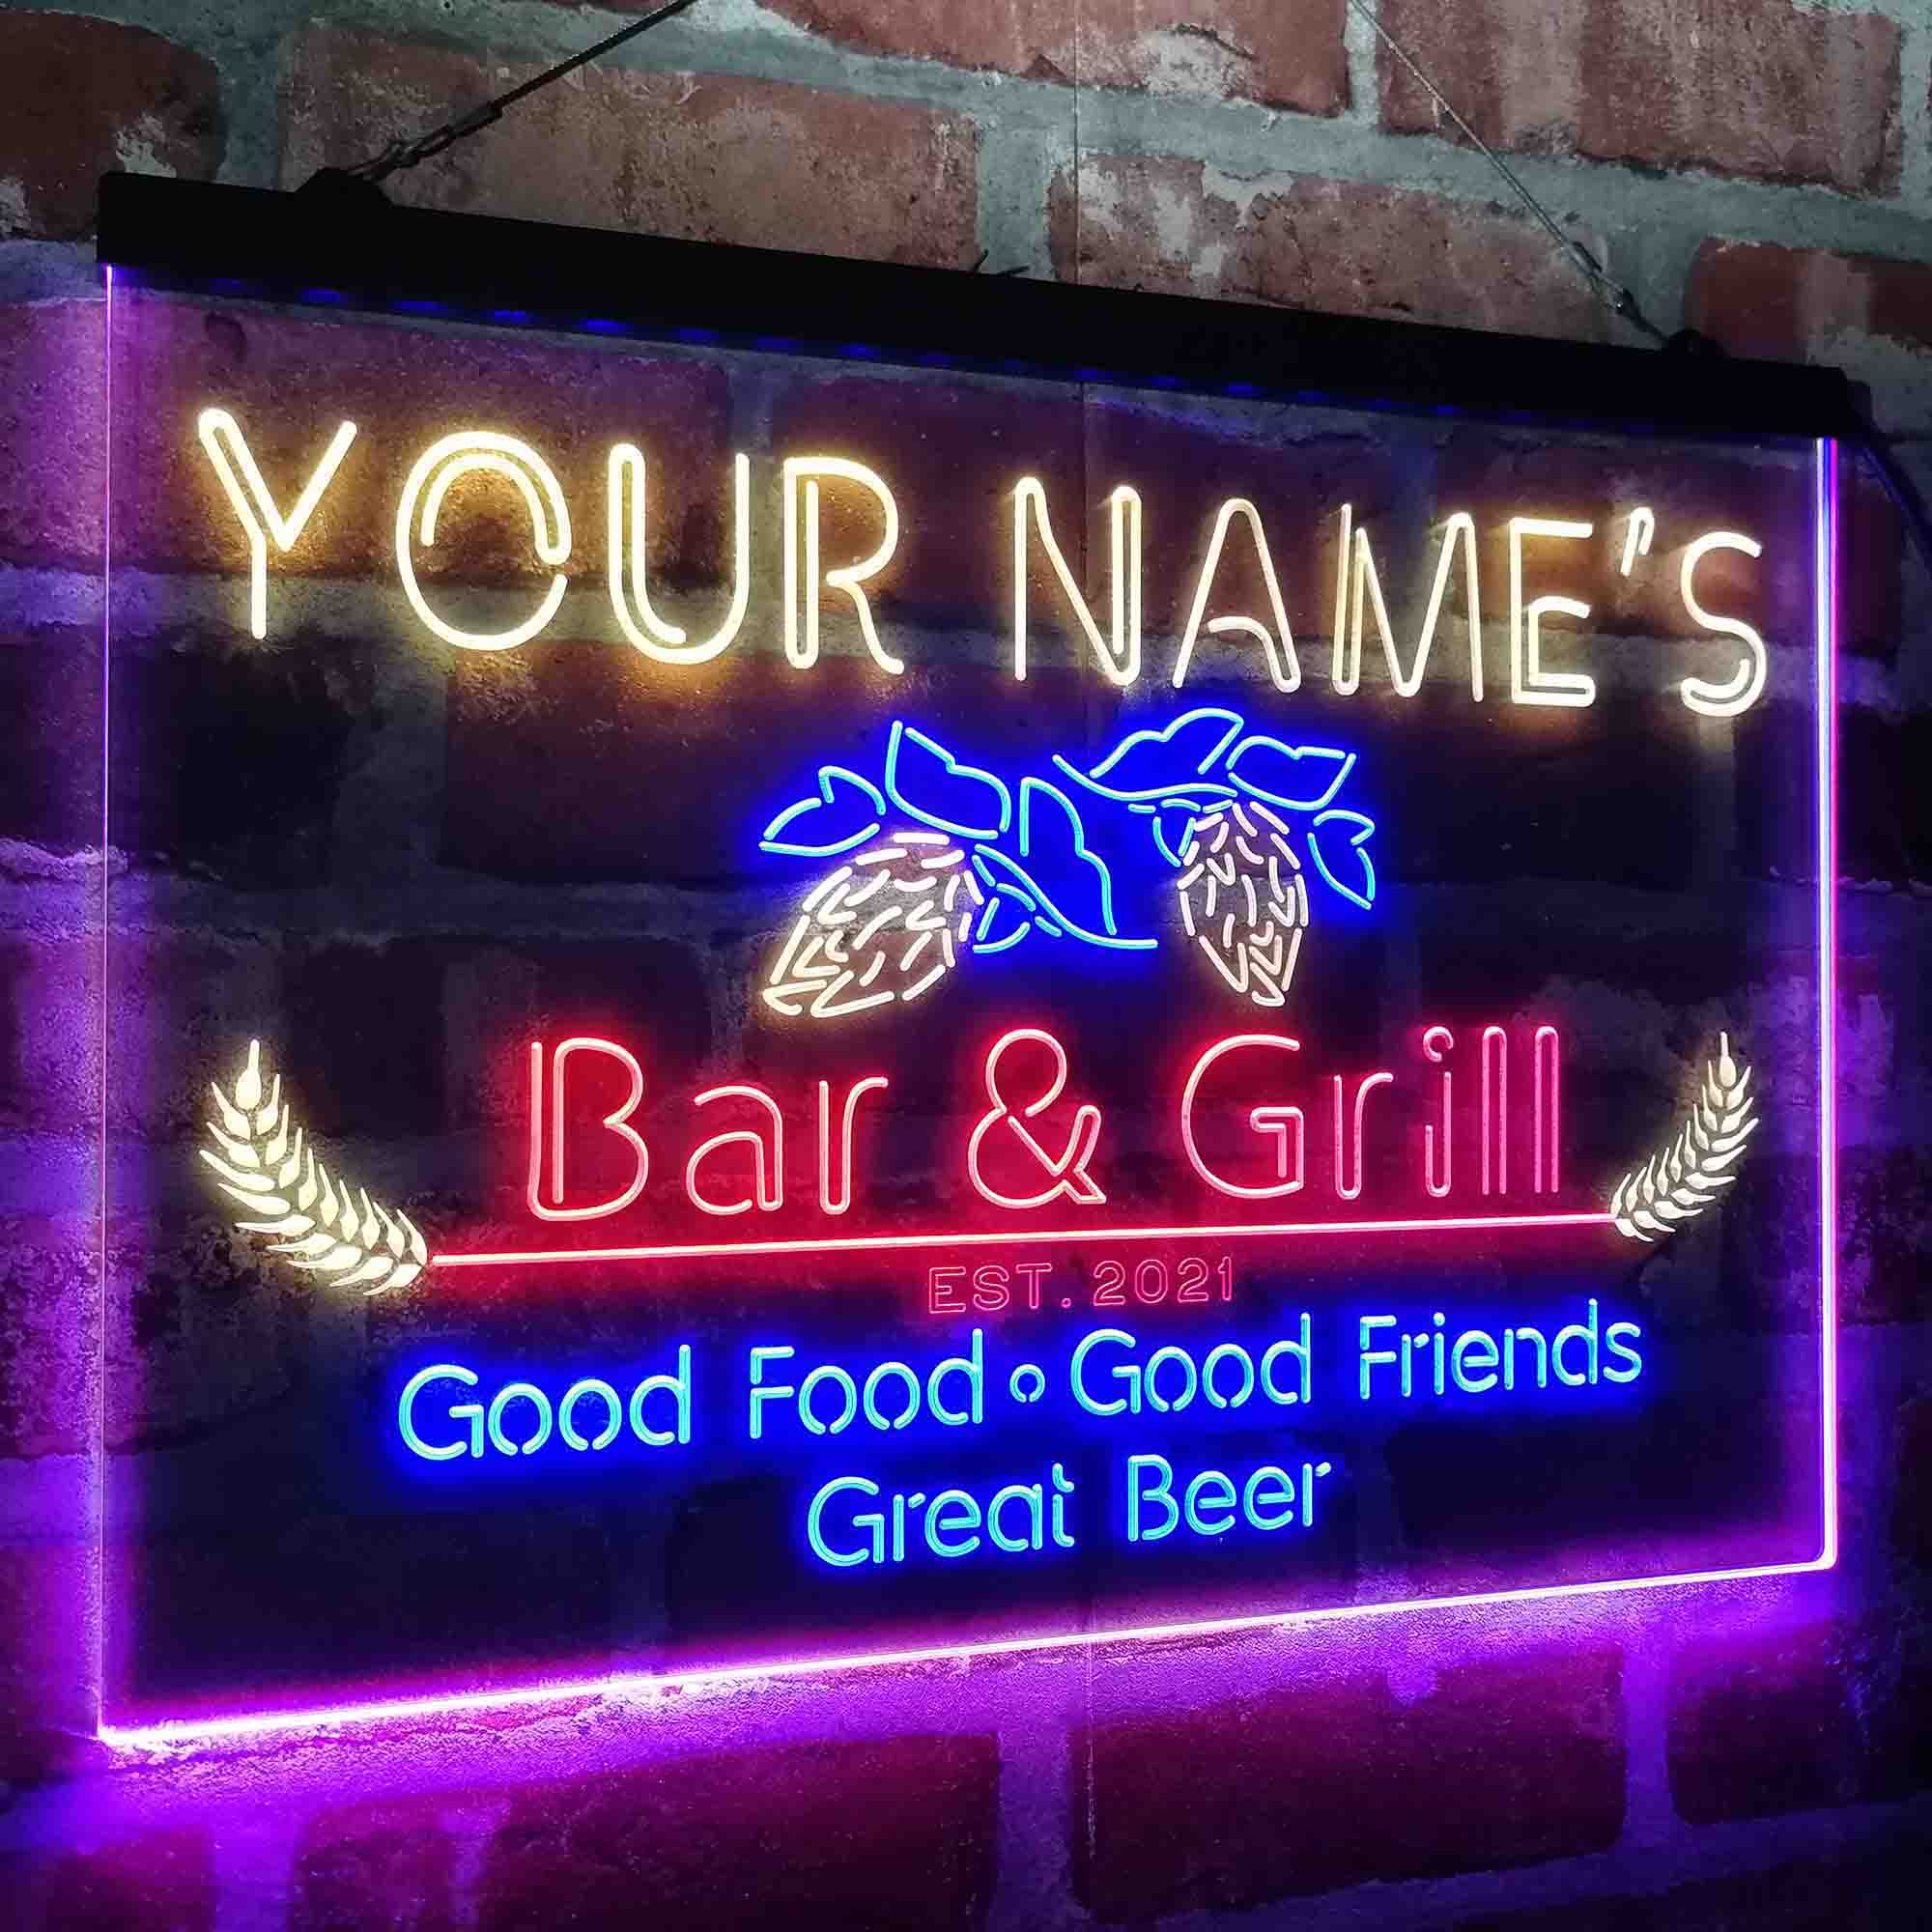 YOUR NAME'S
Bar & Grill
EST. 2021
Good Food • Good Friends
Great Beer